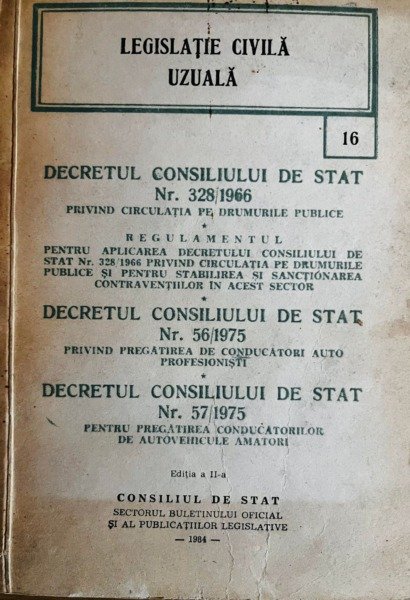 LEGISLAȚIE CIVILĂ
UZUALĂ
16
DECRETUL CONSILIULUI DE STAT
Nr. 328/1966
PRIVIND CIRCULAȚIA PE DRUMURILE PUBLICE
*
REGULAMENTUL
PENTRU APLICAREA DECRETULUI CONSILIULUI DE
STAT Nr. 328/1966 PRIVIND CIRCULAȚIA PE DRUMURILE
PUBLICE ȘI PENTRU STABILIREA SI SANCȚIONAREA
CONTRAVENȚIILOR ÎN ACEST SECTOR
*
DECRETUL CONSILIULUI DE STAT
Nr. 56/1975
PRIVIND PREGĂTIREA DE CONDUCĂTORI AUTO
PROFESIONIȘTI
*
DECRETUL CONSILIULUI DE STAT
Nr. 57/1975
PENTRU PREGĂTIREA CONDUCĂTORILOR
DE AUTOVEHICULE AMATORI
Ediția a II-a
CONSILIUL DE STAT
SECTORUL BULETINULUI OFICIAL
ȘI AL PUBLICAȚIILOR LEGISLATIVE
— 1984 —